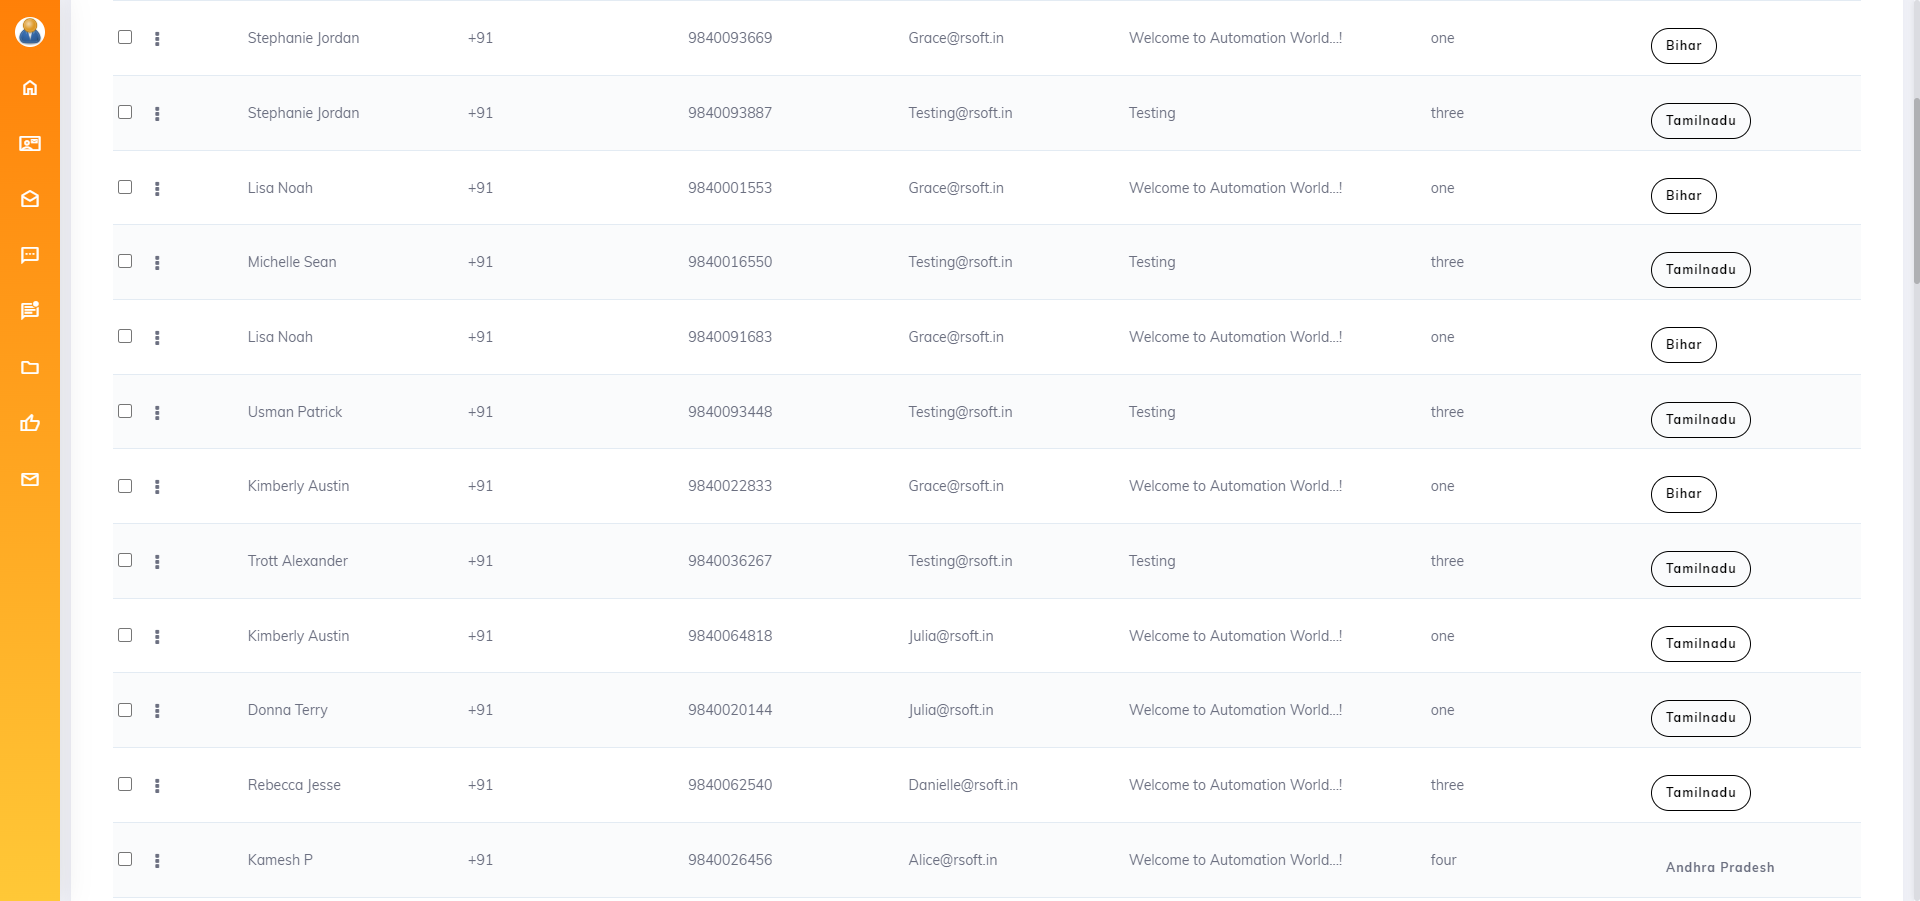 Stephanie Jordan +91 9840093669 Grace@rsoft.in Welcome to Automation World...! one Bihar
Stephanie Jordan +91 9840093887 Testing@rsoft.in Testing three Tamilnadu
Lisa Noah +91 9840001553 Grace@rsoft.in Welcome to Automation World...! one Bihar
Michelle Sean +91 9840016550 Testing@rsoft.in Testing three Tamilnadu
Lisa Noah +91 9840091683 Grace@rsoft.in Welcome to Automation World...! one Bihar
Usman Patrick +91 9840093448 Testing@rsoft.in Testing three Tamilnadu
Kimberly Austin +91 9840022833 Grace@rsoft.in Welcome to Automation World...! one Bihar
Trott Alexander +91 9840036267 Testing@rsoft.in Testing three Tamilnadu
Kimberly Austin +91 9840064818 Julia@rsoft.in Welcome to Automation World...! one Tamilnadu
Donna Terry +91 9840020144 Julia@rsoft.in Welcome to Automation World...! one Tamilnadu
Rebecca Jesse +91 9840062540 Danielle@rsoft.in Welcome to Automation World...! three Tamilnadu
Kamesh P +91 9840026456 Alice@rsoft.in Welcome to Automation World...! four Andhra Pradesh